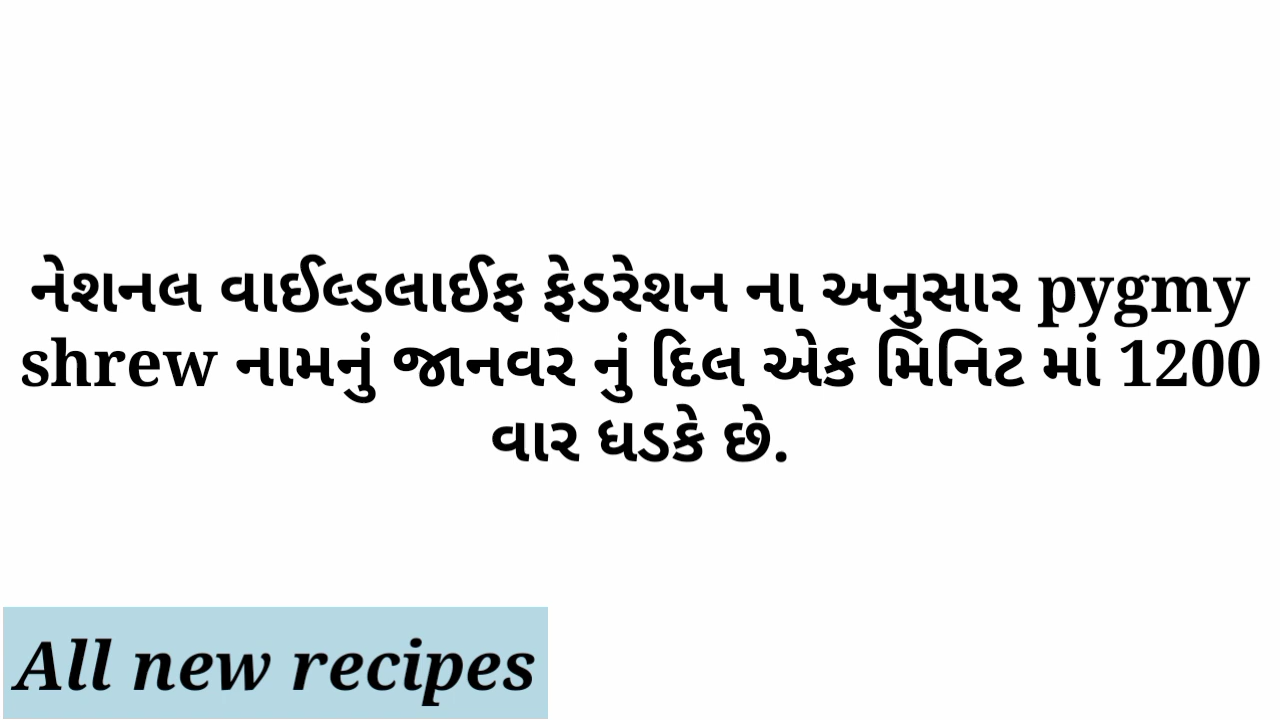 નેશનલ વાઈલ્ડલાઈફ ફેડરેશન ના અનુસાર pygmy
shrew નામનું જાનવર નું દિલ એક મિનિટ માં 1200
વાર ધડકે છે.
All new recipes